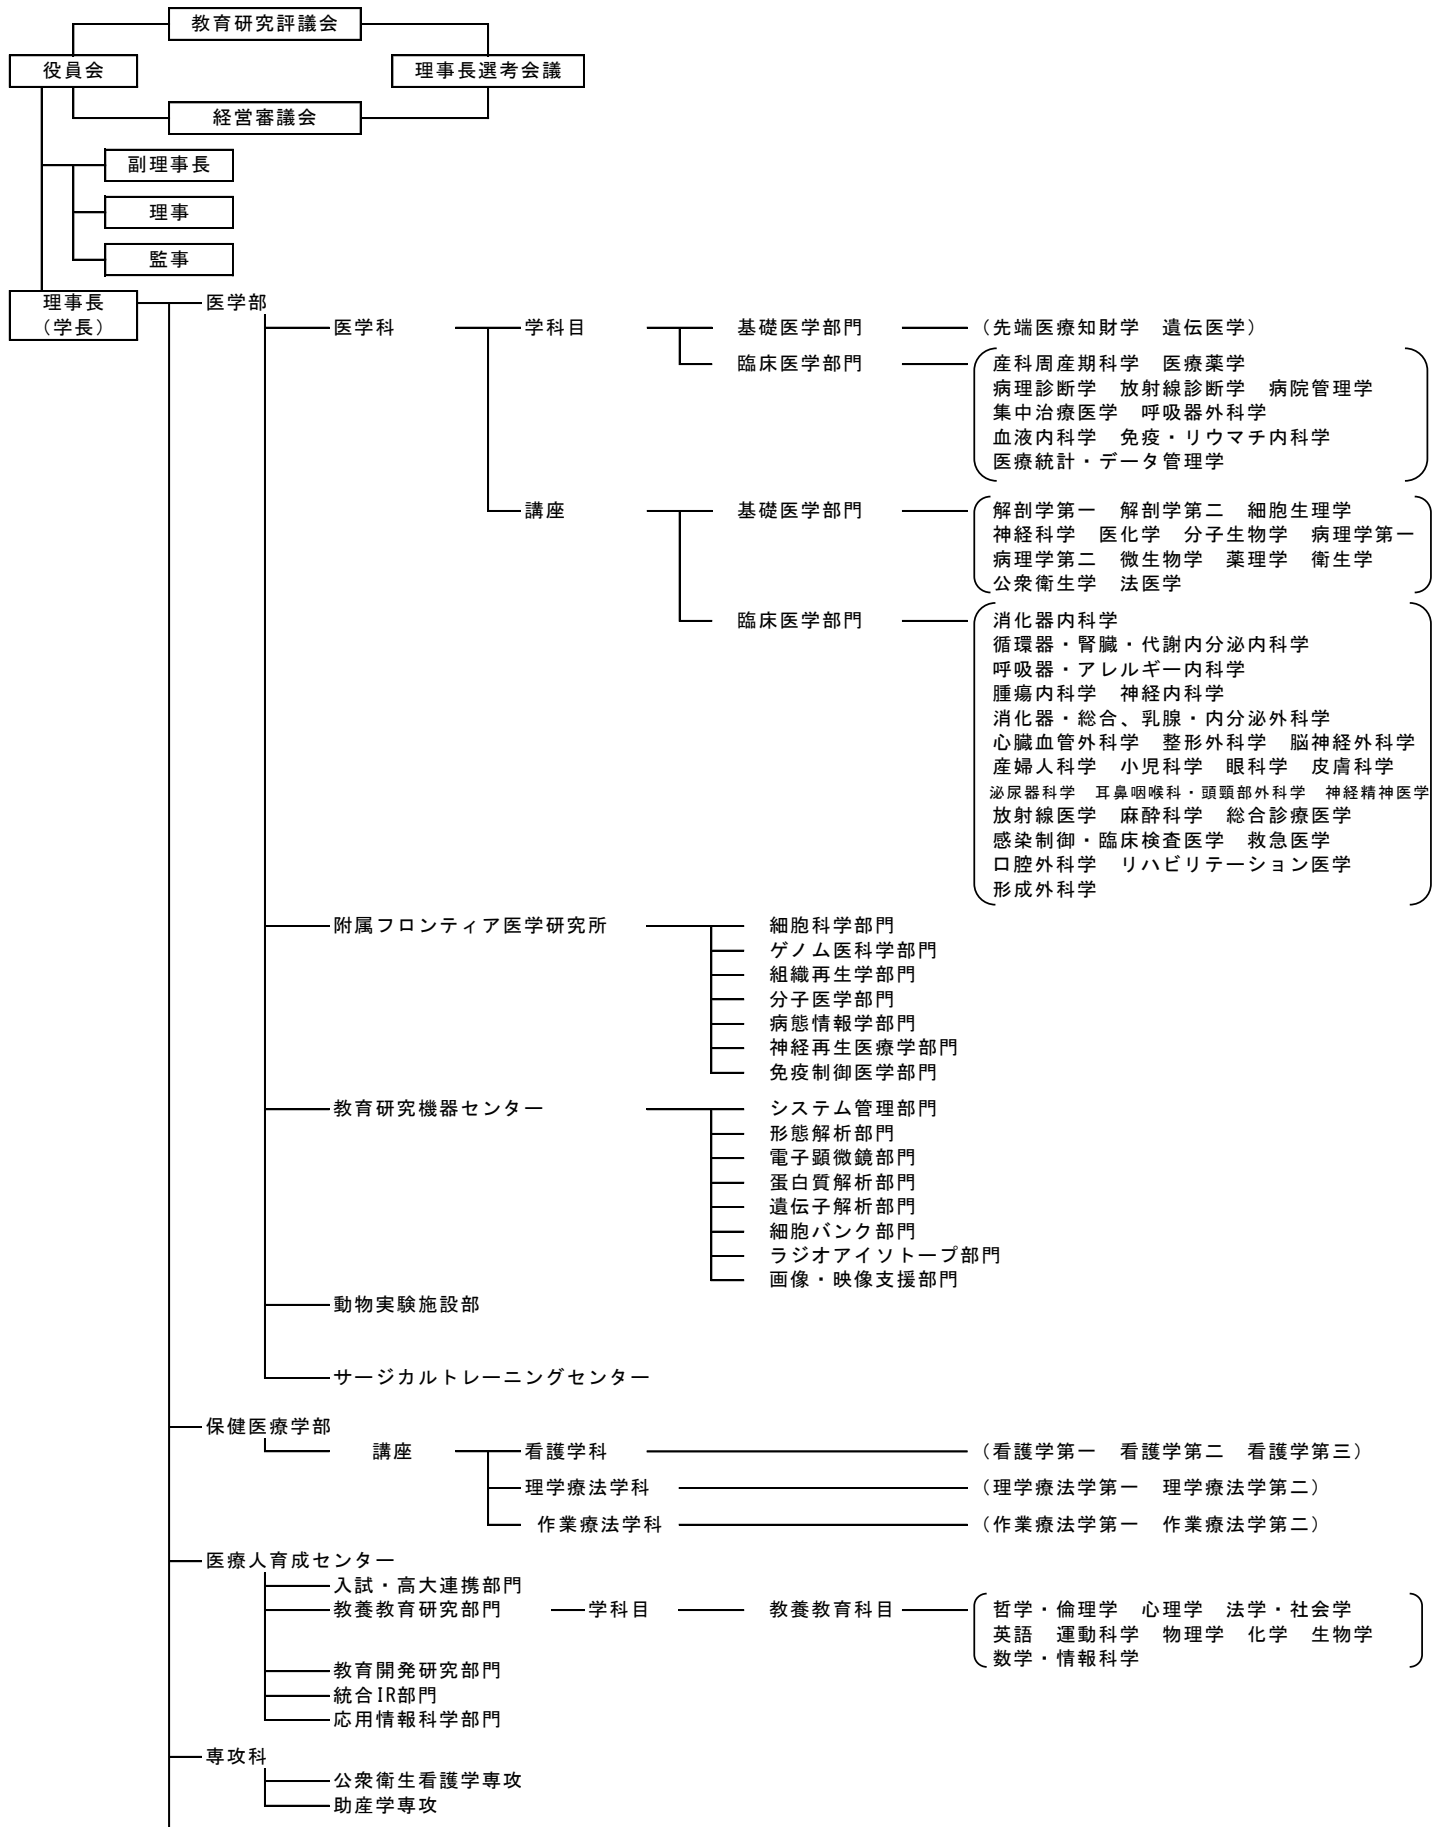 教育研究評議会
役員会
理事長選考会議
経営審議会
副理事長
理事
監事
理事長
（学長）
医学部
医学科
学科目
基礎医学部門
（先端医療知財学　遺伝医学）
臨床医学部門
産科周産期科学　医療薬学
病理診断学　放射線診断学　病院管理学
集中治療医学　呼吸器外科学
血液内科学　免疫・リウマチ内科学
医療統計・データ管理学
講座
基礎医学部門
解剖学第一　解剖学第二　細胞生理学
神経科学　医化学　分子生物学　病理学第一
病理学第二　微生物学　薬理学　衛生学
公衆衛生学　法医学
臨床医学部門
消化器内科学
循環器・腎臓・代謝内分泌内科学
呼吸器・アレルギー内科学
腫瘍内科学　神経内科学
消化器・総合、乳腺・内分泌外科学
心臓血管外科学　整形外科学　脳神経外科学
産婦人科学　小児科学　眼科学　皮膚科学
泌尿器科学　耳鼻咽喉科・頭頸部外科学　神経精神医学
放射線医学　麻酔科学　総合診療医学
感染制御・臨床検査医学　救急医学
口腔外科学　リハビリテーション医学
形成外科学
附属フロンティア医学研究所
細胞科学部門
ゲノム医科学部門
組織再生学部門
分子医学部門
病態情報学部門
神経再生医療学部門
免疫制御医学部門
教育研究機器センター
システム管理部門
形態解析部門
電子顕微鏡部門
蛋白質解析部門
遺伝子解析部門
細胞バンク部門
ラジオアイソトープ部門
画像・映像支援部門
動物実験施設部
サージカルトレーニングセンター
保健医療学部
講座
看護学科
（看護学第一　看護学第二　看護学第三）
理学療法学科
（理学療法学第一　理学療法学第二）
作業療法学科
（作業療法学第一　作業療法学第二）
医療人育成センター
入試・高大連携部門
教養教育研究部門
学科目
教養教育科目
哲学・倫理学　心理学　法学・社会学
英語　運動科学　物理学　化学　生物学
数学・情報科学
教育開発研究部門
統合IR部門
応用情報科学部門
専攻科
公衆衛生看護学専攻
助産学専攻